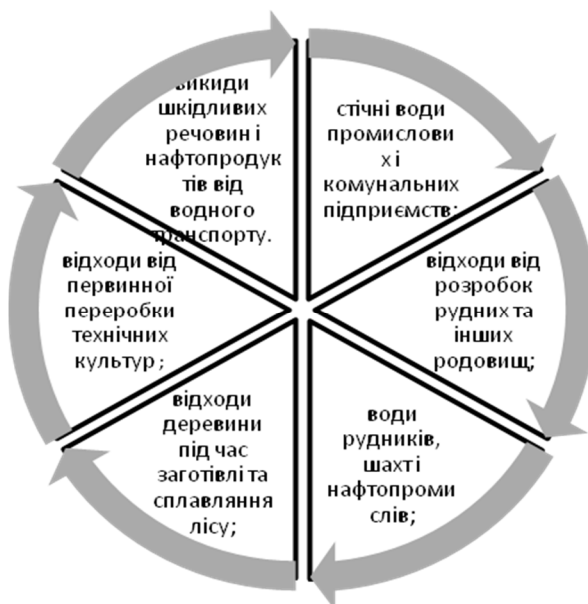 стічні води
промислови
х і
комунальних
підприємств;
відходи від
розробок
рудних та
інших
родовищ;
води
рудників,
шахт і
нафтопроми
слів;
відходи
деревини
під час
заготівлі та
сплавляння
лісу;
відходи від
первинної
переробки
технічних
культур;
викиди
шкідливих
речовин і
нафтопродук
тів від
водного
транспорту.